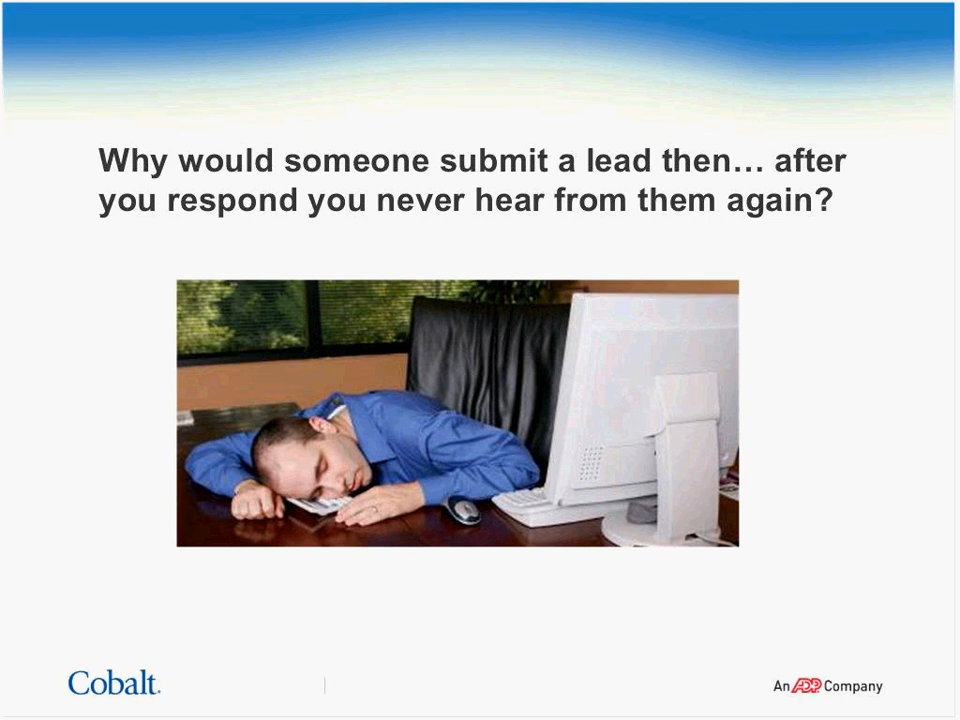 Why would someone submit a lead then… after
you respond you never hear from them again?
Cobalt.
An ADP Company